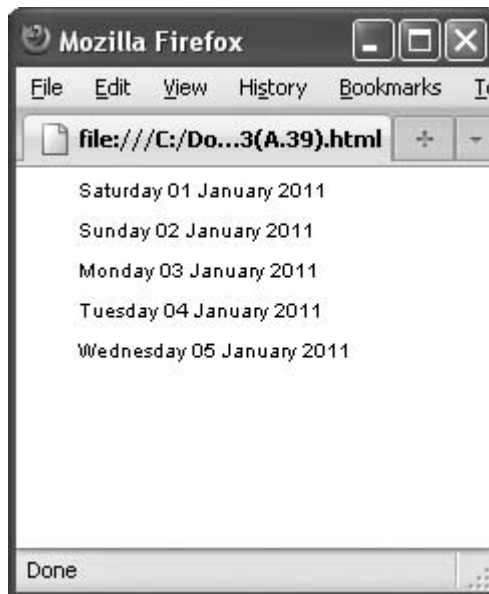 Mozilla Firefox
File Edit View History Bookmarks
file:///C:/Do...3(A.39).html
Saturday 01 January 2011
Sunday 02 January 2011
Monday 03 January 2011
Tuesday 04 January 2011
Wednesday 05 January 2011
Done